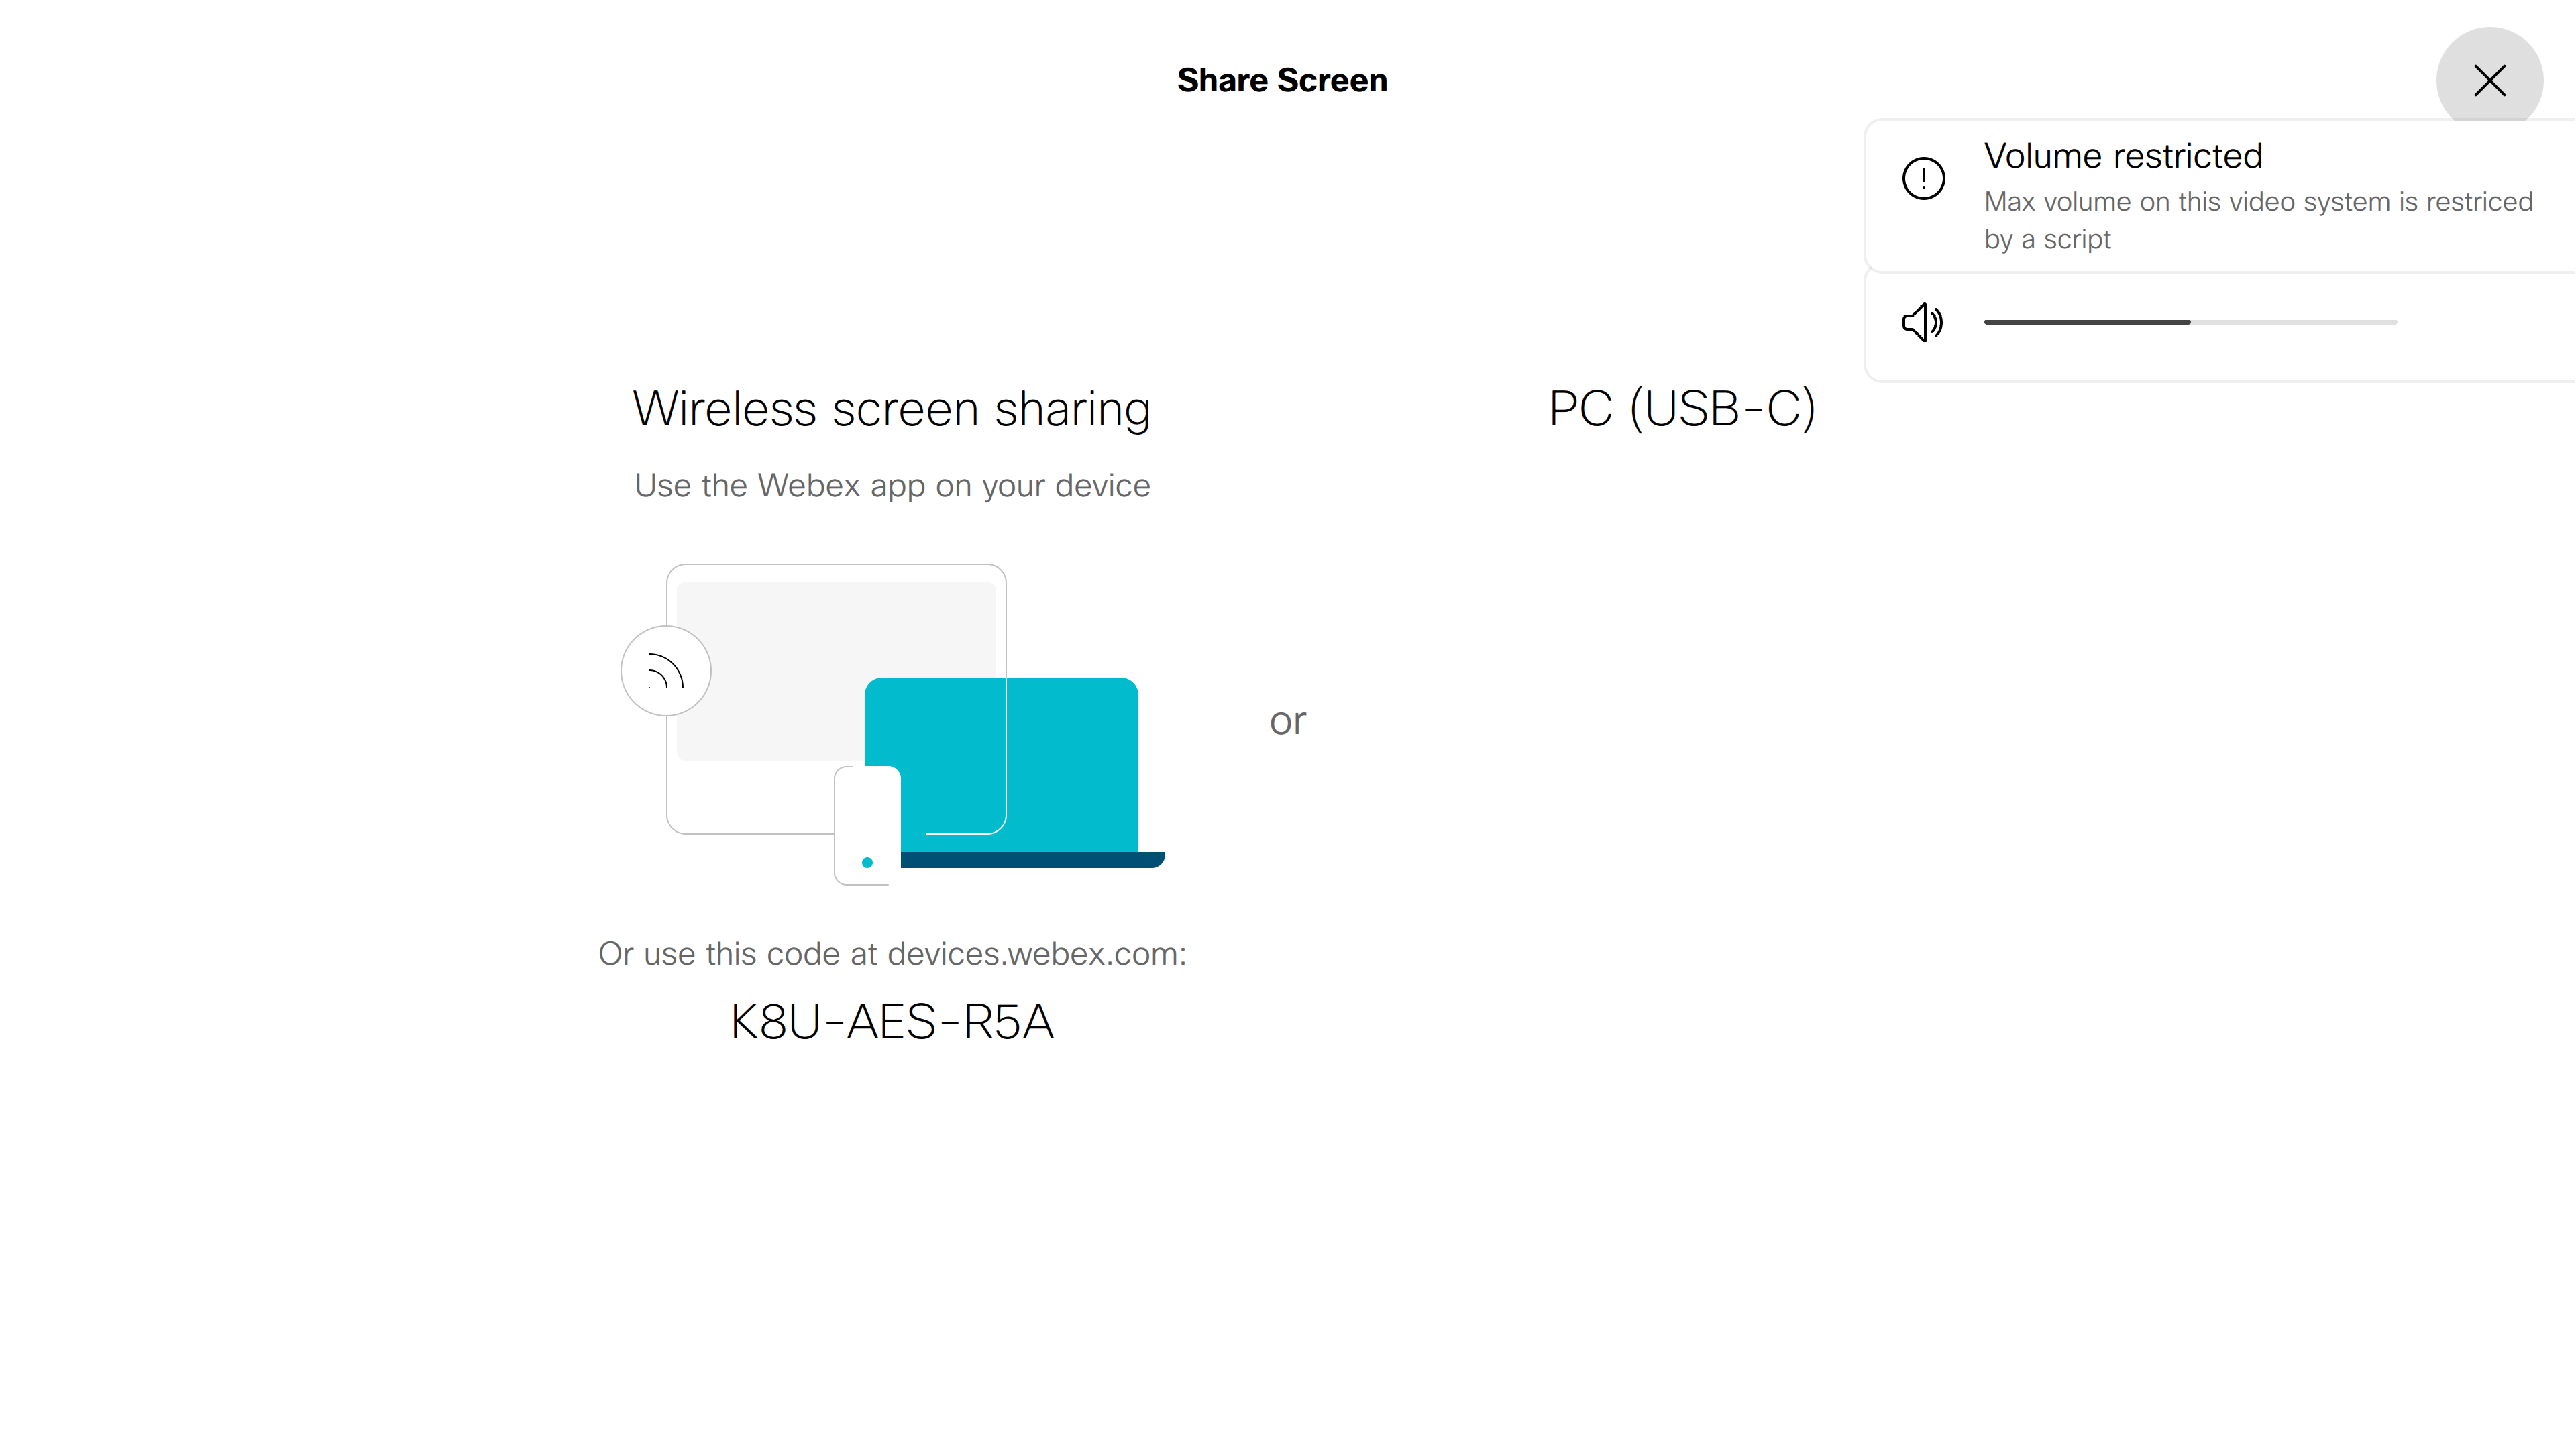 Share Screen
Volume restricted
Max volume on this video system is restriced
by a script
Wireless screen sharing
Use the Webex app on your device
PC (USB-C)
or
Or use this code at devices.webex.com:
K8U-AES-R5A